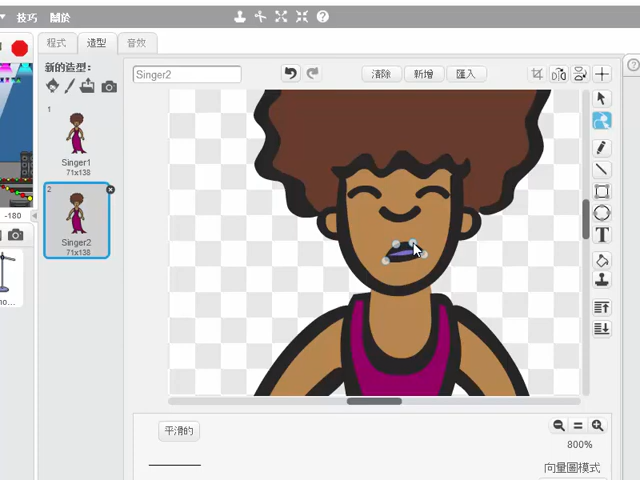 技巧 關於
程式 造型 音效
新的造型:
Singer2
清除 新增 匯入
1
Singer1
71x138
2
Singer2
71x138
-180
平滑的
800%
向量圖模式